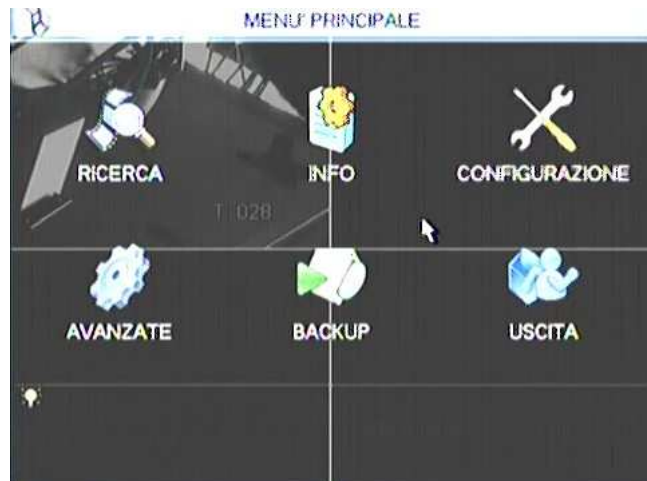 MENU' PRINCIPALE
RICERCA
INFO
CONFIGURAZIONE
T 028
AVANZATE
BACKUP
USCITA